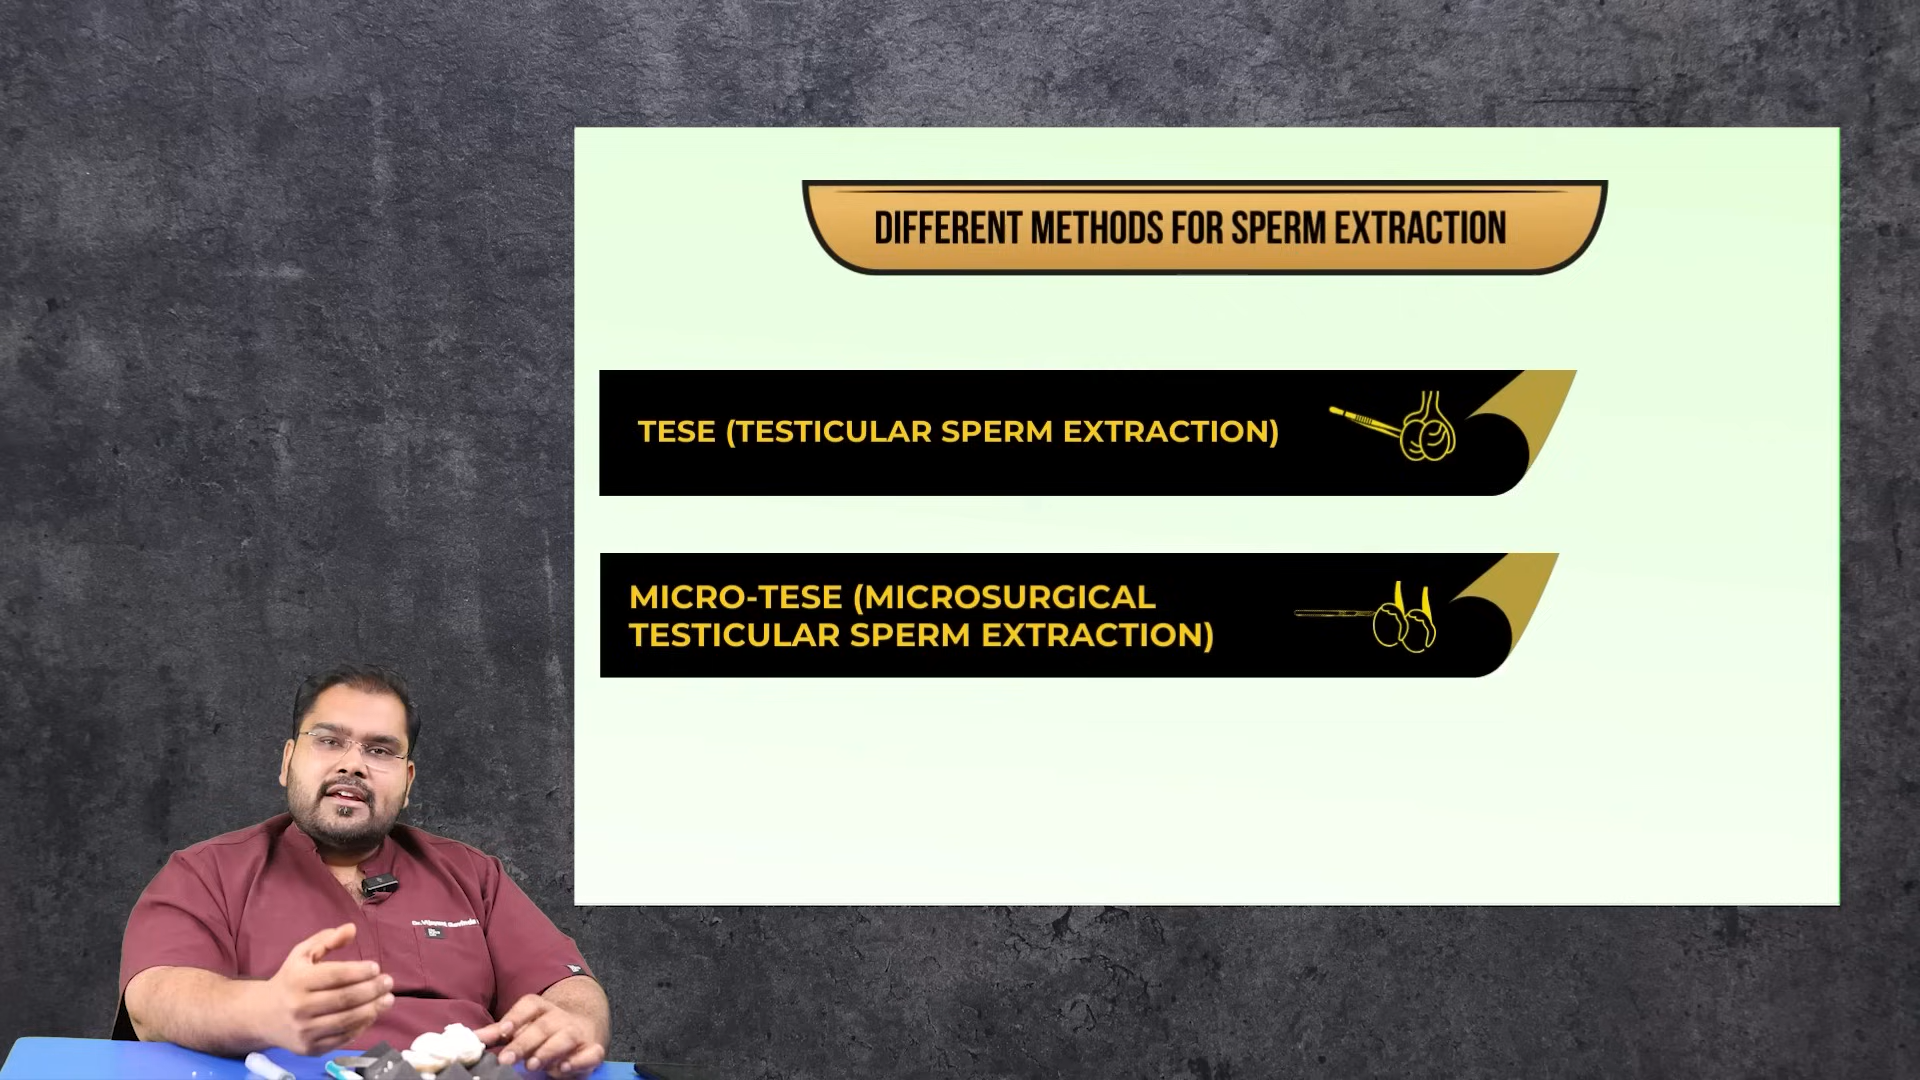 DIFFERENT METHODS FOR SPERM EXTRACTION
TESE (TESTICULAR SPERM EXTRACTION)
MICRO-TESE (MICROSURGICAL
TESTICULAR SPERM EXTRACTION)